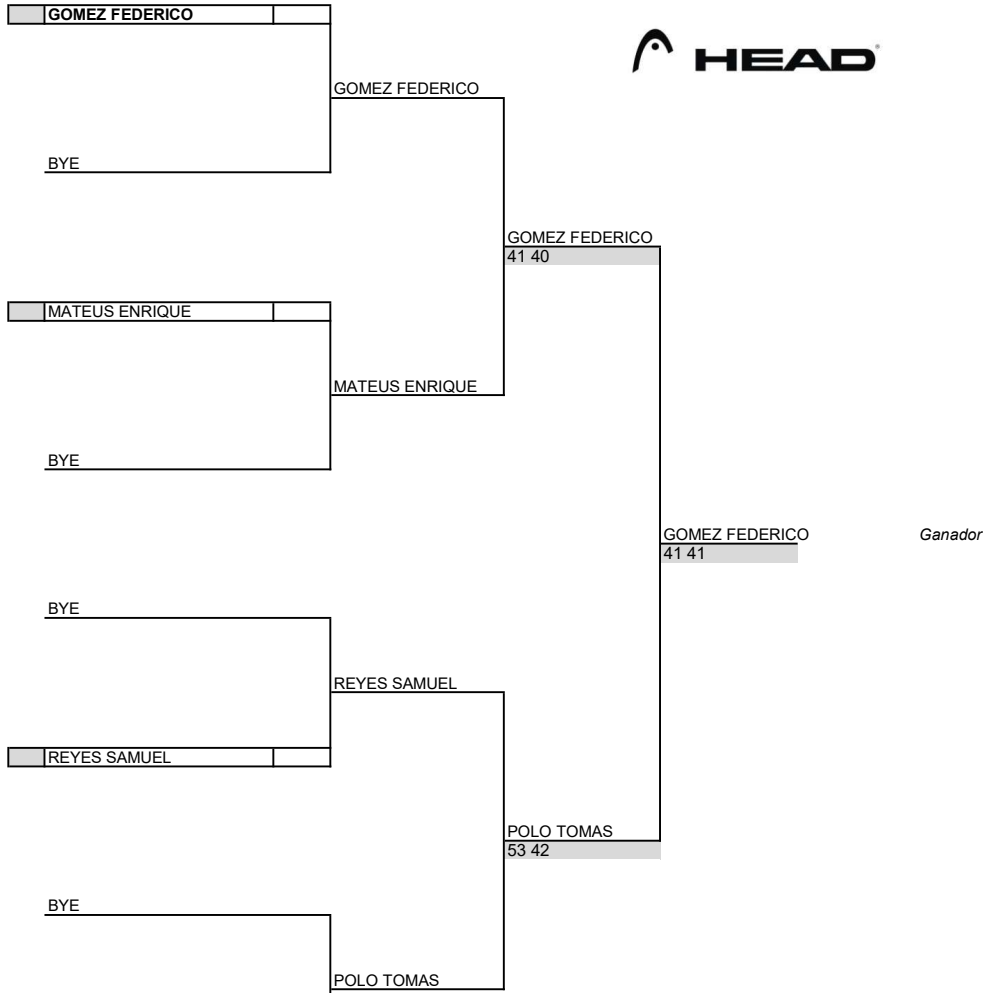 GOMEZ FEDERICO
HEAD
GOMEZ FEDERICO
BYE
GOMEZ FEDERICO
41 40
MATEUS ENRIQUE
MATEUS ENRIQUE
BYE
GOMEZ FEDERICO
Ganador
41 41
BYE
REYES SAMUEL
REYES SAMUEL
POLO TOMAS
53 42
BYE
POLO TOMAS